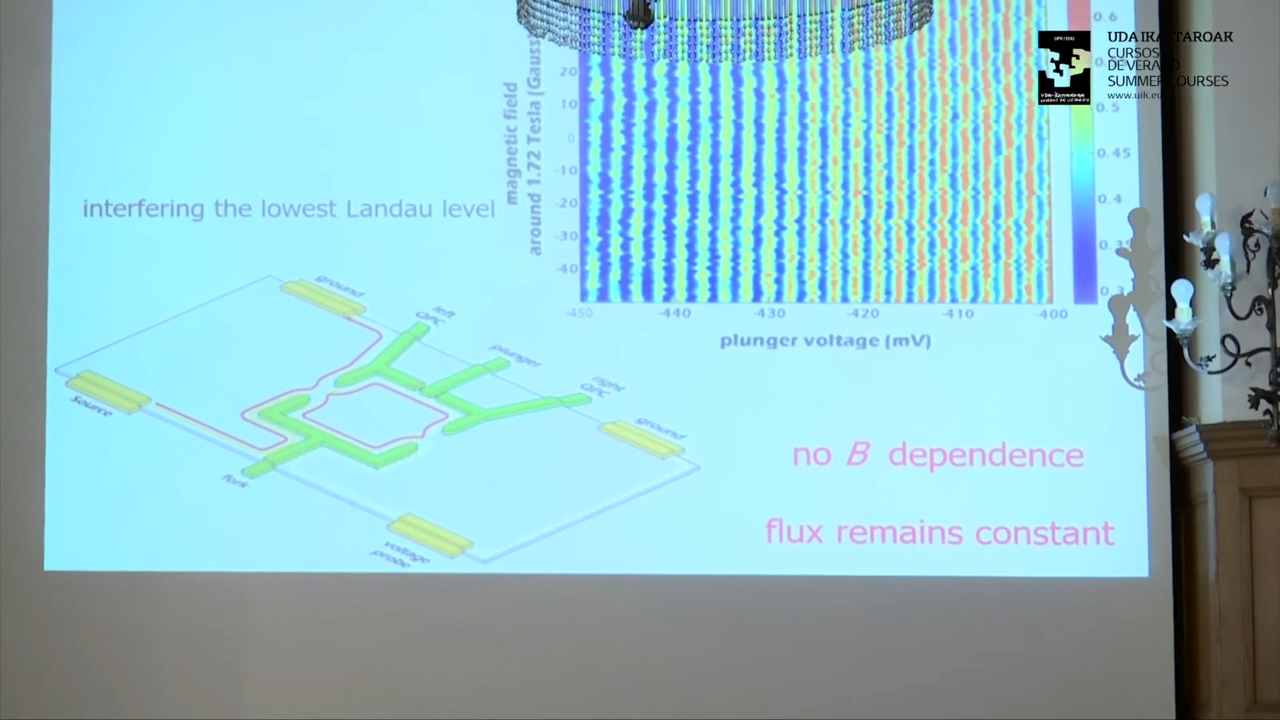 0.6
UDA IKASTAROAK
CURSOS
DE VERANO
SUMMER COURSES
www.uik.eu
magnetic field
around 1.72 Tesla (Gauss
20
10
0
-10
-20
-30
-40
0.5
0.45
0.4
-450
-440
-430
-420
-410
-400
plunger voltage (mV)
interfering the lowest Landau level
ground
left
QPC
plunger
right
QPC
ground
Source
fork
voltage
probe
no B dependence
flux remains constant